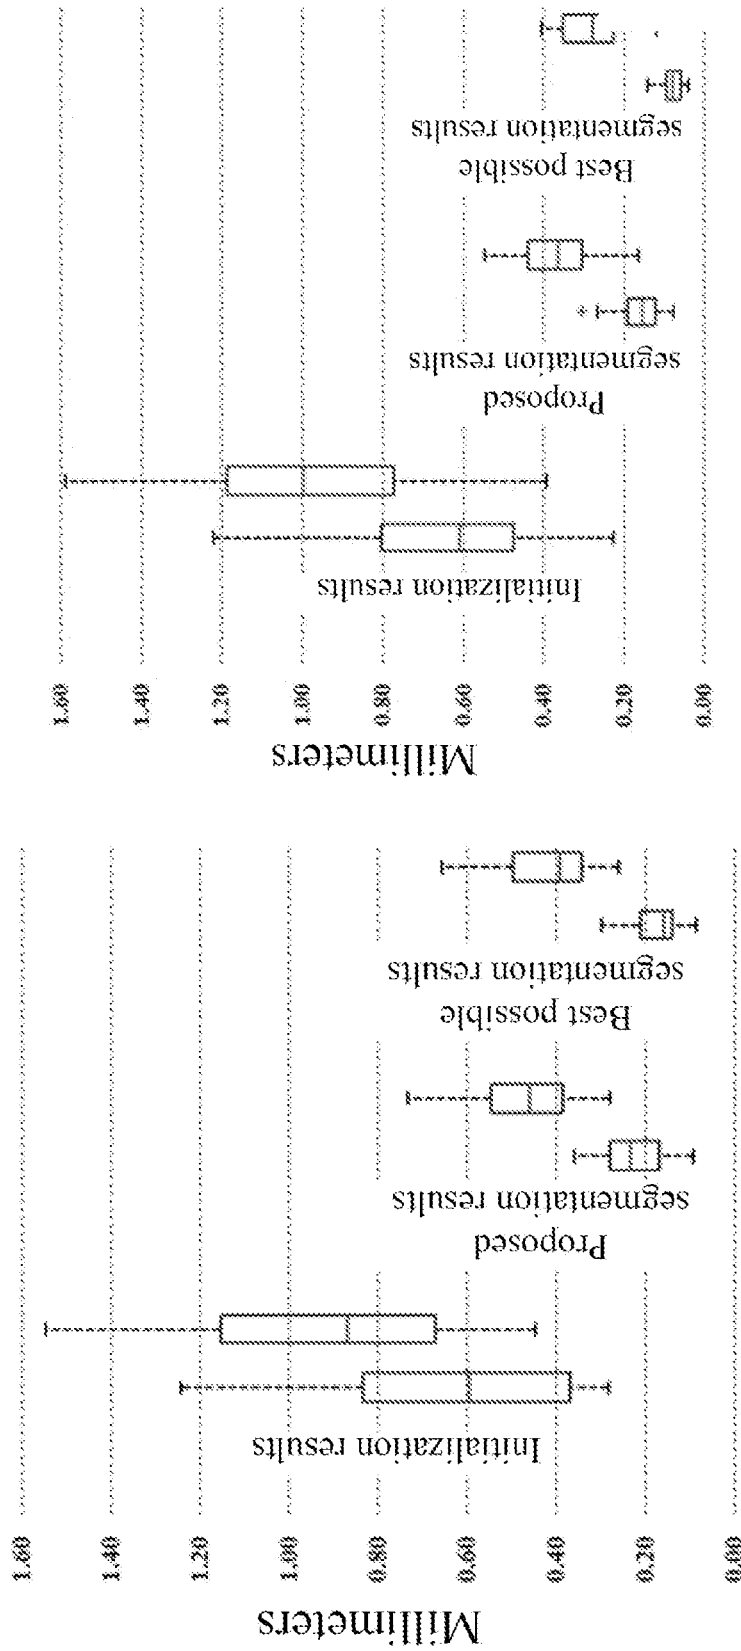 Millimeters
1.60
1.40
1.20
1.00
0.80
0.60
0.40
0.20
0.00
Initialization results
Proposed
segmentation results
Best possible
segmentation results
Millimeters
1.60
1.40
1.20
1.00
0.80
0.60
0.40
0.20
0.00
Initialization results
Proposed
segmentation results
Best possible
segmentation results